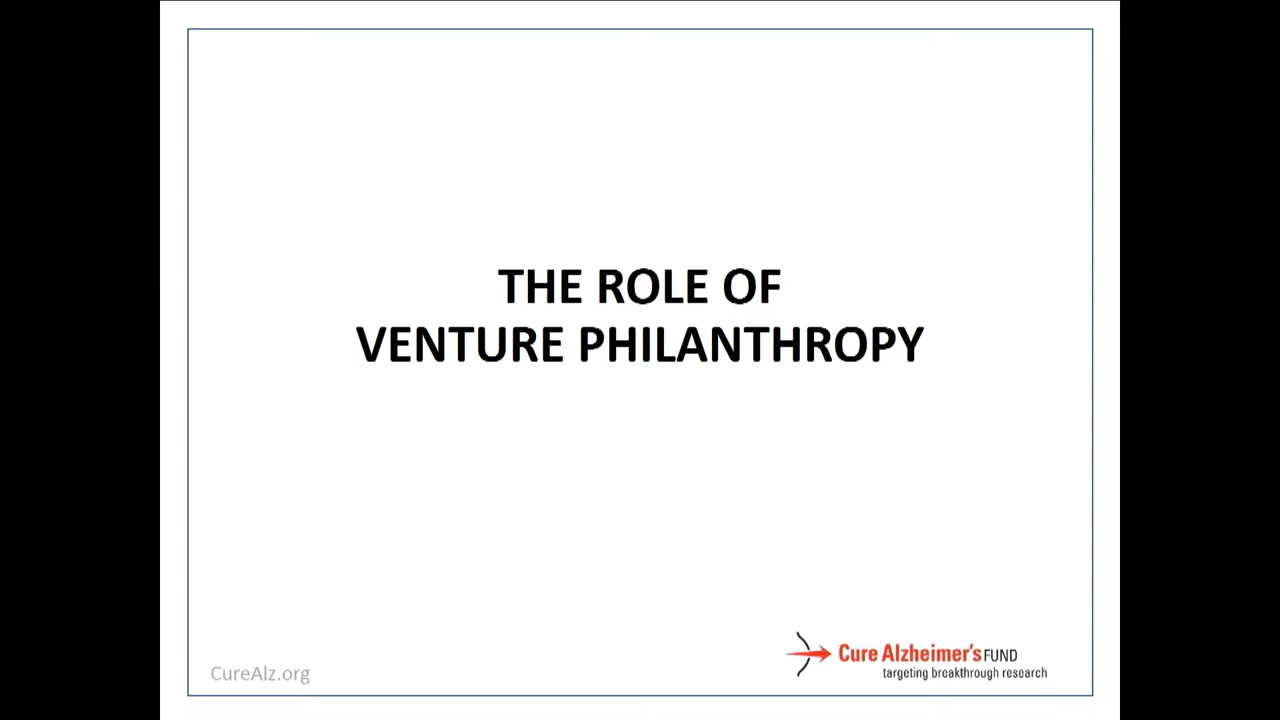 THE ROLE OF
VENTURE PHILANTHROPY
CureAlz.org
Cure Alzheimer's FUND
targeting breakthrough research